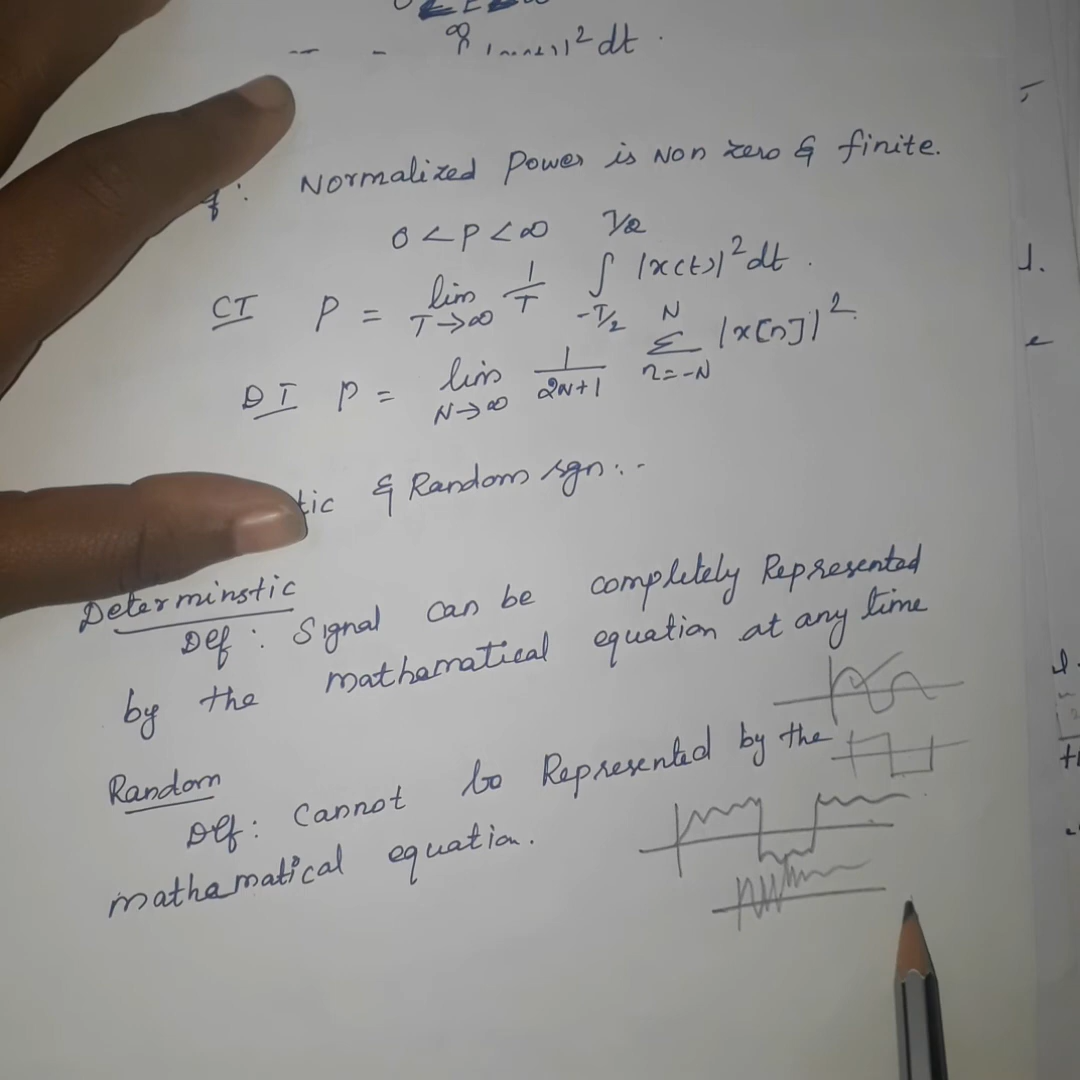 |² dt .
f : Normalized Power is Non zero & finite.
0 < P < ∞
CT P = lim T→∞ 1/T ∫ -T/2 T/2 |x(t)|² dt .
DT P = lim N→∞ 1/2N+1 Σ n=-N N |x[n]|².
tic & Random sgn..-
Determinstic
Def : Signal can be completely Represented
by the mathematical equation at any time
Random
Def : Cannot be Represented by the
mathematical equation.